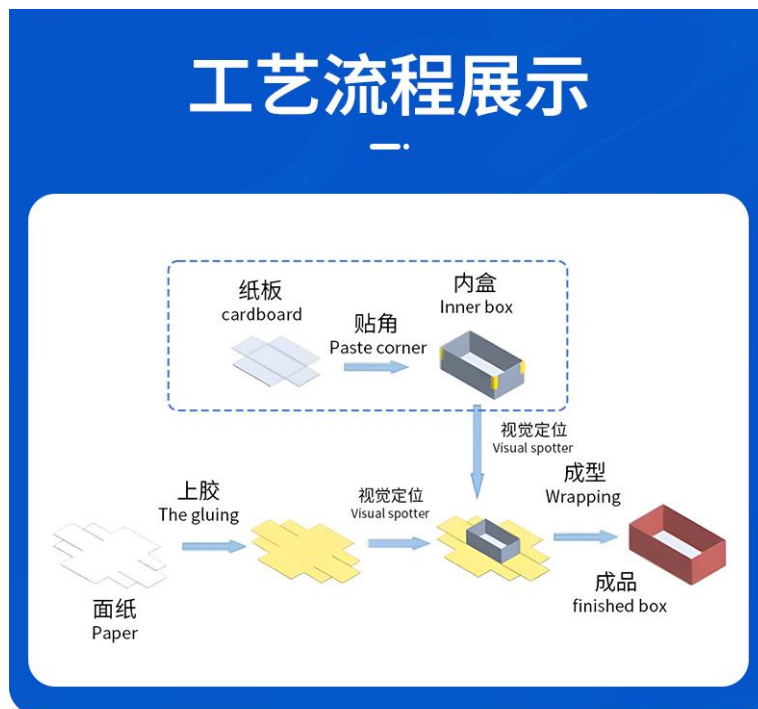 工艺流程展示
纸板
cardboard
贴角
Paste corner
内盒
Inner box
视觉定位
Visual spotter
上胶
The gluing
视觉定位
Visual spotter
成型
Wrapping
面纸
Paper
成品
finished box